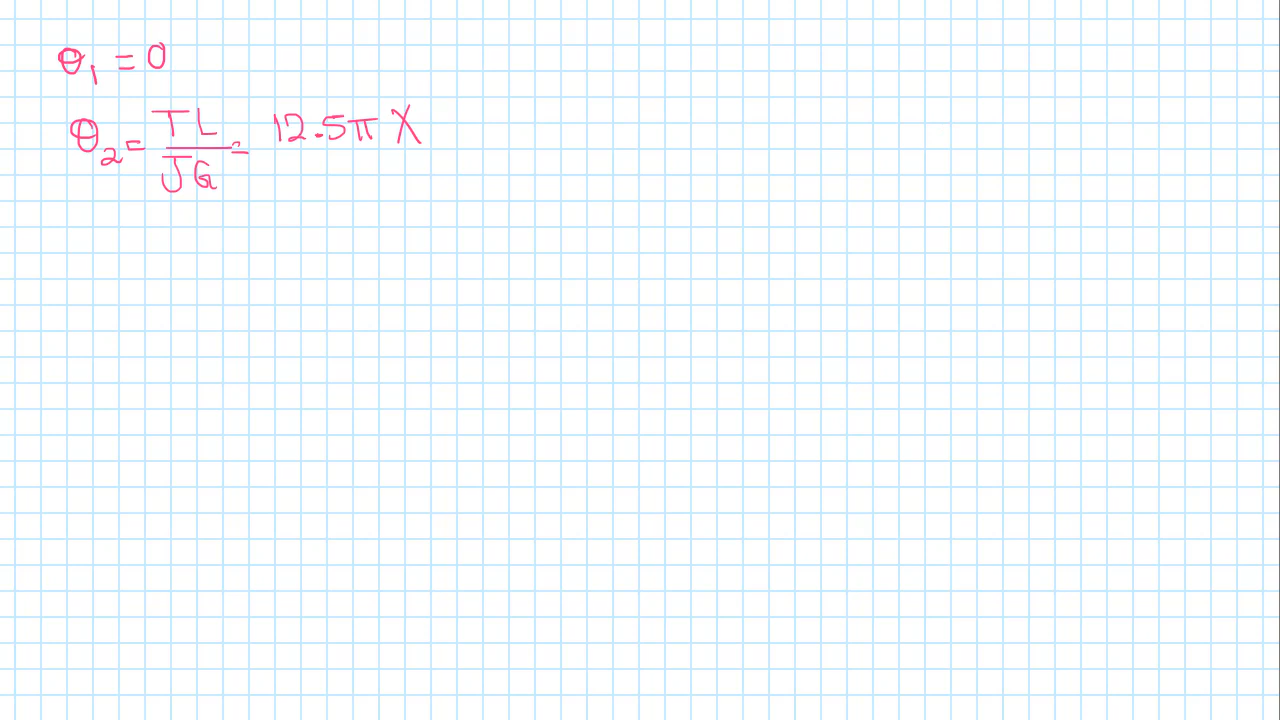 θ₁ = 0
θ₂ = TL/JG = 12.5π X